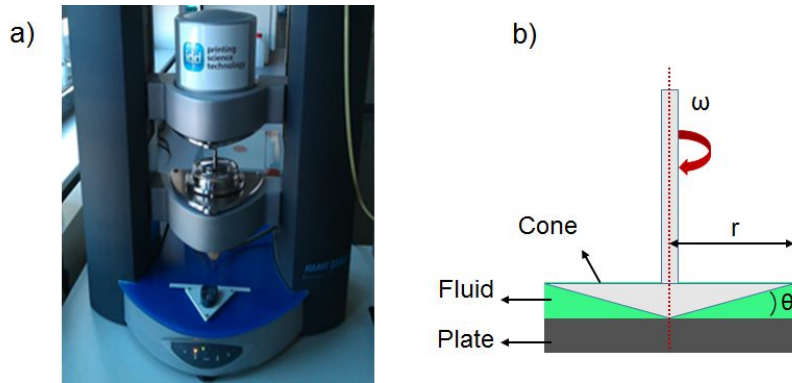 a)
idd
printing
science
technology
b)
ω
r
Cone
Fluid
θ
Plate